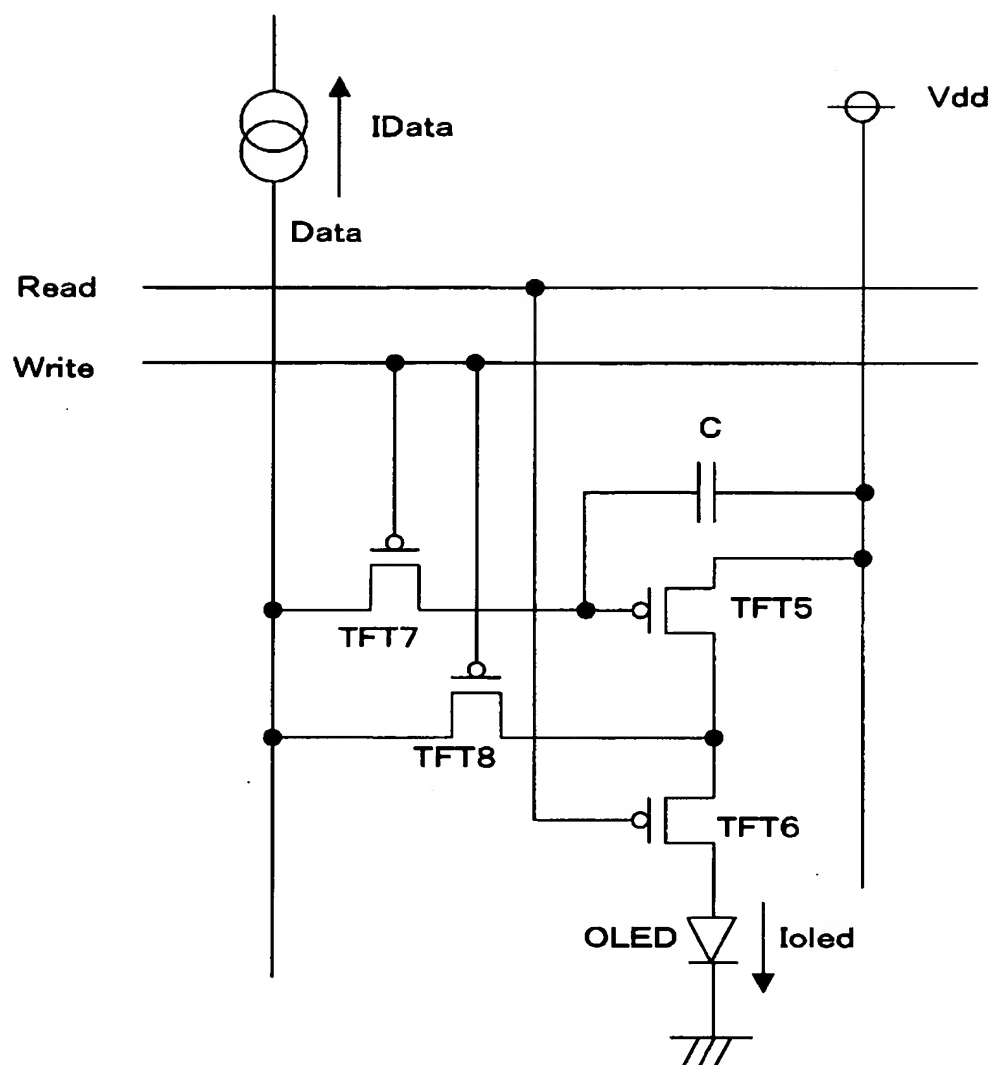 Vdd
IData
Data
Read
Write
C
TFT5
TFT7
TFT8
TFT6
OLED
Ioled